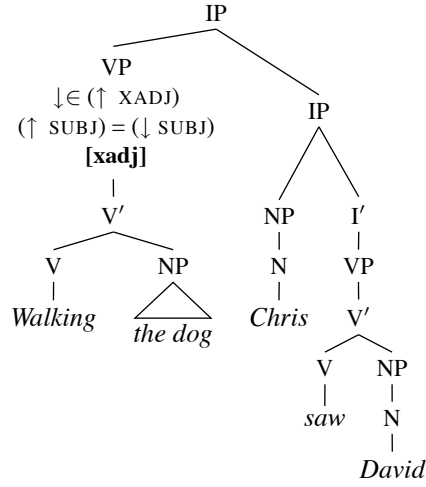 IP
VP
↓∈ (↑ XADJ)
(↑ SUBJ) = (↓ SUBJ)
[xadj]
IP
V′
NP
I′
V
NP
N
VP
Walking
the dog
Chris
V′
V
NP
saw
N
David